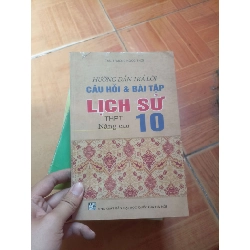 HƯỚNG DẪN TRẢ LỜI
CÂU HỎI & BÀI TẬP
LỊCH SỬ
THPT
Nâng cao 10